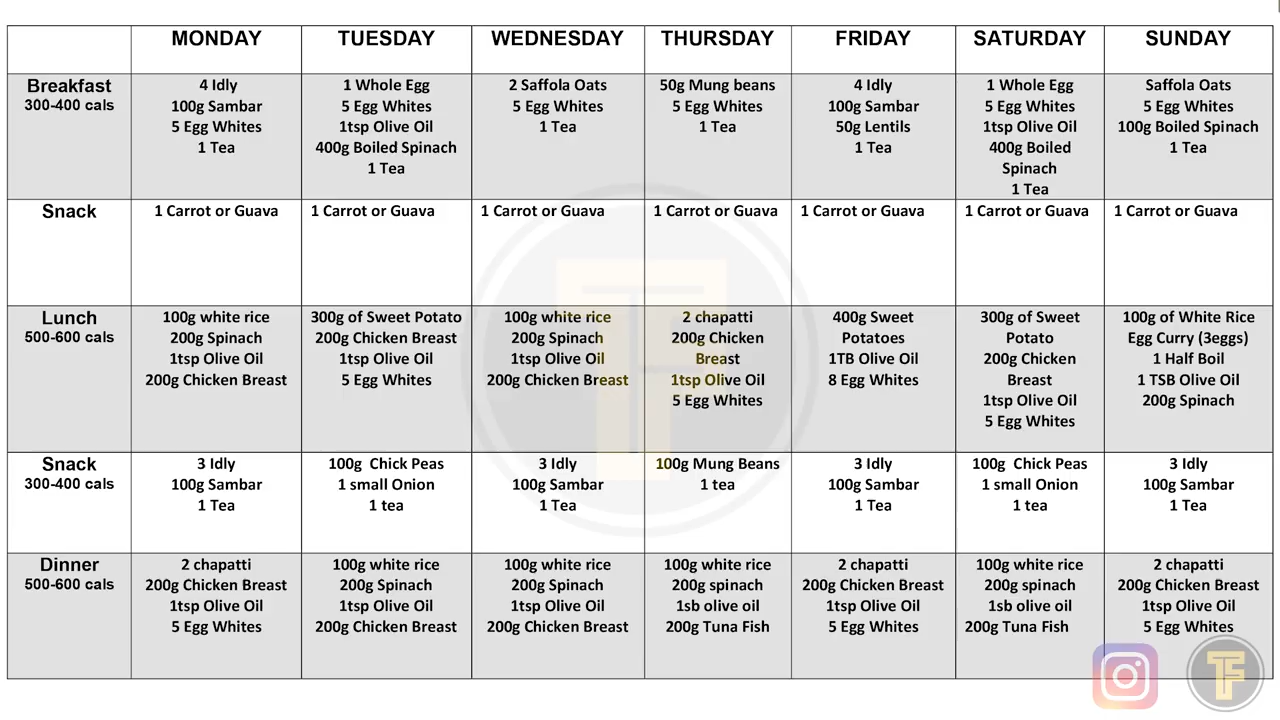 MONDAY TUESDAY WEDNESDAY THURSDAY FRIDAY SATURDAY SUNDAY
Breakfast
300-400 cals
4 Idly
100g Sambar
5 Egg Whites
1 Tea
1 Whole Egg
5 Egg Whites
1tsp Olive Oil
400g Boiled Spinach
1 Tea
2 Saffola Oats
5 Egg Whites
1 Tea
50g Mung beans
5 Egg Whites
1 Tea
4 Idly
100g Sambar
50g Lentils
1 Tea
1 Whole Egg
5 Egg Whites
1tsp Olive Oil
400g Boiled
Spinach
1 Tea
Saffola Oats
5 Egg Whites
100g Boiled Spinach
1 Tea
Snack
1 Carrot or Guava
1 Carrot or Guava
1 Carrot or Guava
1 Carrot or Guava
1 Carrot or Guava
1 Carrot or Guava
1 Carrot or Guava
Lunch
500-600 cals
100g white rice
200g Spinach
1tsp Olive Oil
200g Chicken Breast
300g of Sweet Potato
200g Chicken Breast
1tsp Olive Oil
5 Egg Whites
100g white rice
200g Spinach
1tsp Olive Oil
200g Chicken Breast
2 chapatti
200g Chicken
Breast
1tsp Olive Oil
5 Egg Whites
400g Sweet
Potatoes
1TB Olive Oil
8 Egg Whites
300g of Sweet
Potato
200g Chicken
Breast
1tsp Olive Oil
5 Egg Whites
100g of White Rice
Egg Curry (3eggs)
1 Half Boil
1 TSB Olive Oil
200g Spinach
Snack
300-400 cals
3 Idly
100g Sambar
1 Tea
100g Chick Peas
1 small Onion
1 tea
3 Idly
100g Sambar
1 Tea
100g Mung Beans
1 tea
3 Idly
100g Sambar
1 Tea
100g Chick Peas
1 small Onion
1 tea
3 Idly
100g Sambar
1 Tea
Dinner
500-600 cals
2 chapatti
200g Chicken Breast
1tsp Olive Oil
5 Egg Whites
100g white rice
200g Spinach
1tsp Olive Oil
200g Chicken Breast
100g white rice
200g Spinach
1tsp Olive Oil
200g Chicken Breast
100g white rice
200g spinach
1sb olive oil
200g Tuna Fish
2 chapatti
200g Chicken Breast
1tsp Olive Oil
5 Egg Whites
100g white rice
200g spinach
1sb olive oil
200g Tuna Fish
2 chapatti
200g Chicken Breast
1tsp Olive Oil
5 Egg Whites
TF
TF